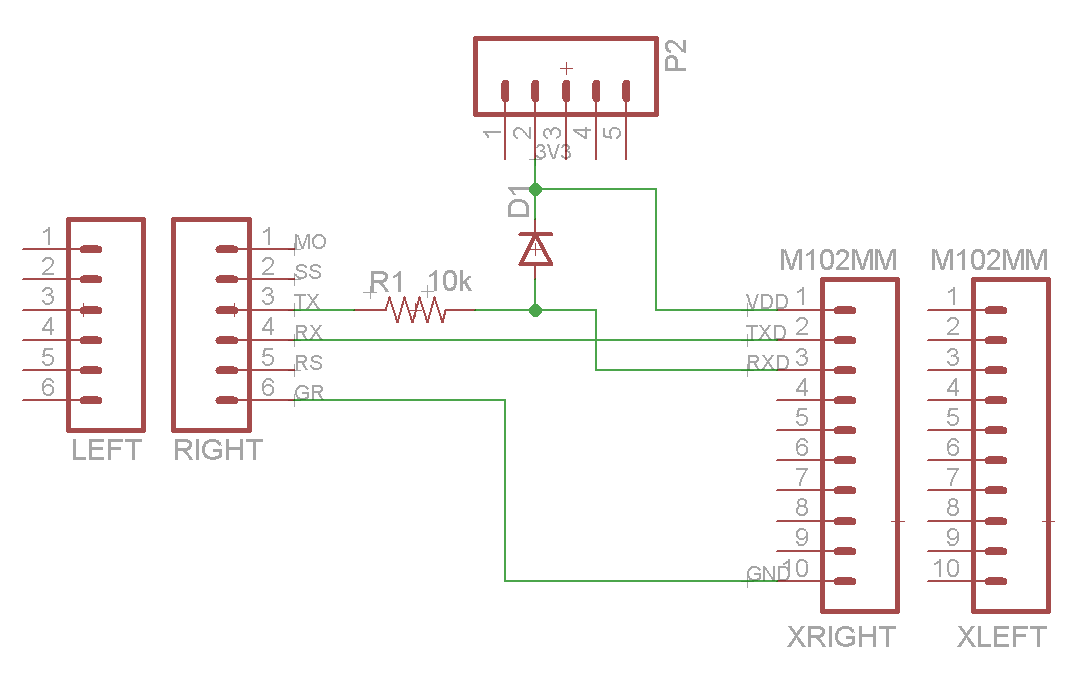 P2
1 2 3 4 5
3V3
D1
1 1 MO
2 2 SS
3 3 TX
4 4 RX
5 5 RS
6 6 GR
LEFT RIGHT
R1 10k
M102MM M102MM
VDD 1 1
TXD 2 2
RXD 3 3
4 4
5 5
6 6
7 7
8 8
9 9
GND 10 10
XRIGHT XLEFT